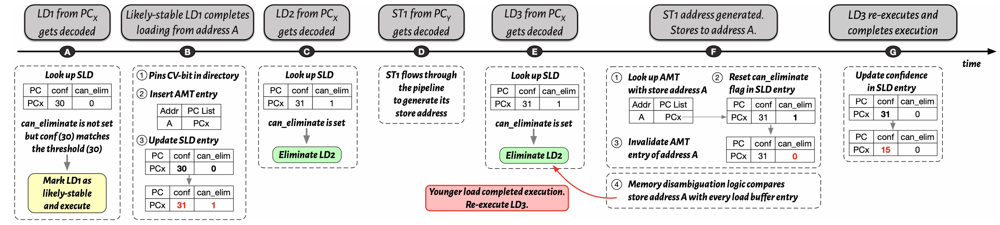 LD1 from PCX
gets decoded
Likely-stable LD1 completes
loading from address A
LD2 from PCX
gets decoded
ST1 from PCY
gets decoded
LD3 from PCX
gets decoded
ST1 address generated.
Stores to address A.
LD3 re-executes and
completes execution
A
B
C
D
E
F
G
time
Look up SLD
PC conf can_elim
PCx 30 0
can_eliminate is not set
but conf (30) matches
the threshold (30)
Mark LD1 as
likely-stable
and execute
1 Pins CV-bit in directory
2 Insert AMT entry
Addr PC List
A PCx
3 Update SLD entry
PC conf can_elim
PCx 30 0
PC conf can_elim
PCx 31 1
Look up SLD
PC conf can_elim
PCx 31 1
can_eliminate is set
Eliminate LD2
ST1 flows through
the pipeline
to generate its
store address
Look up SLD
PC conf can_elim
PCx 31 1
can_eliminate is set
Eliminate LD2
Younger load completed execution.
Re-execute LD3.
1 Look up AMT
with store address A
Addr PC List
A PCx
2 Reset can_eliminate
flag in SLD entry
PC conf can_elim
PCx 31 1
PC conf can_elim
PCx 31 0
3 Invalidate AMT
entry of address A
4 Memory disambiguation logic compares
store address A with every load buffer entry
Update confidence
in SLD entry
PC conf can_elim
PCx 31 0
PC conf can_elim
PCx 15 0